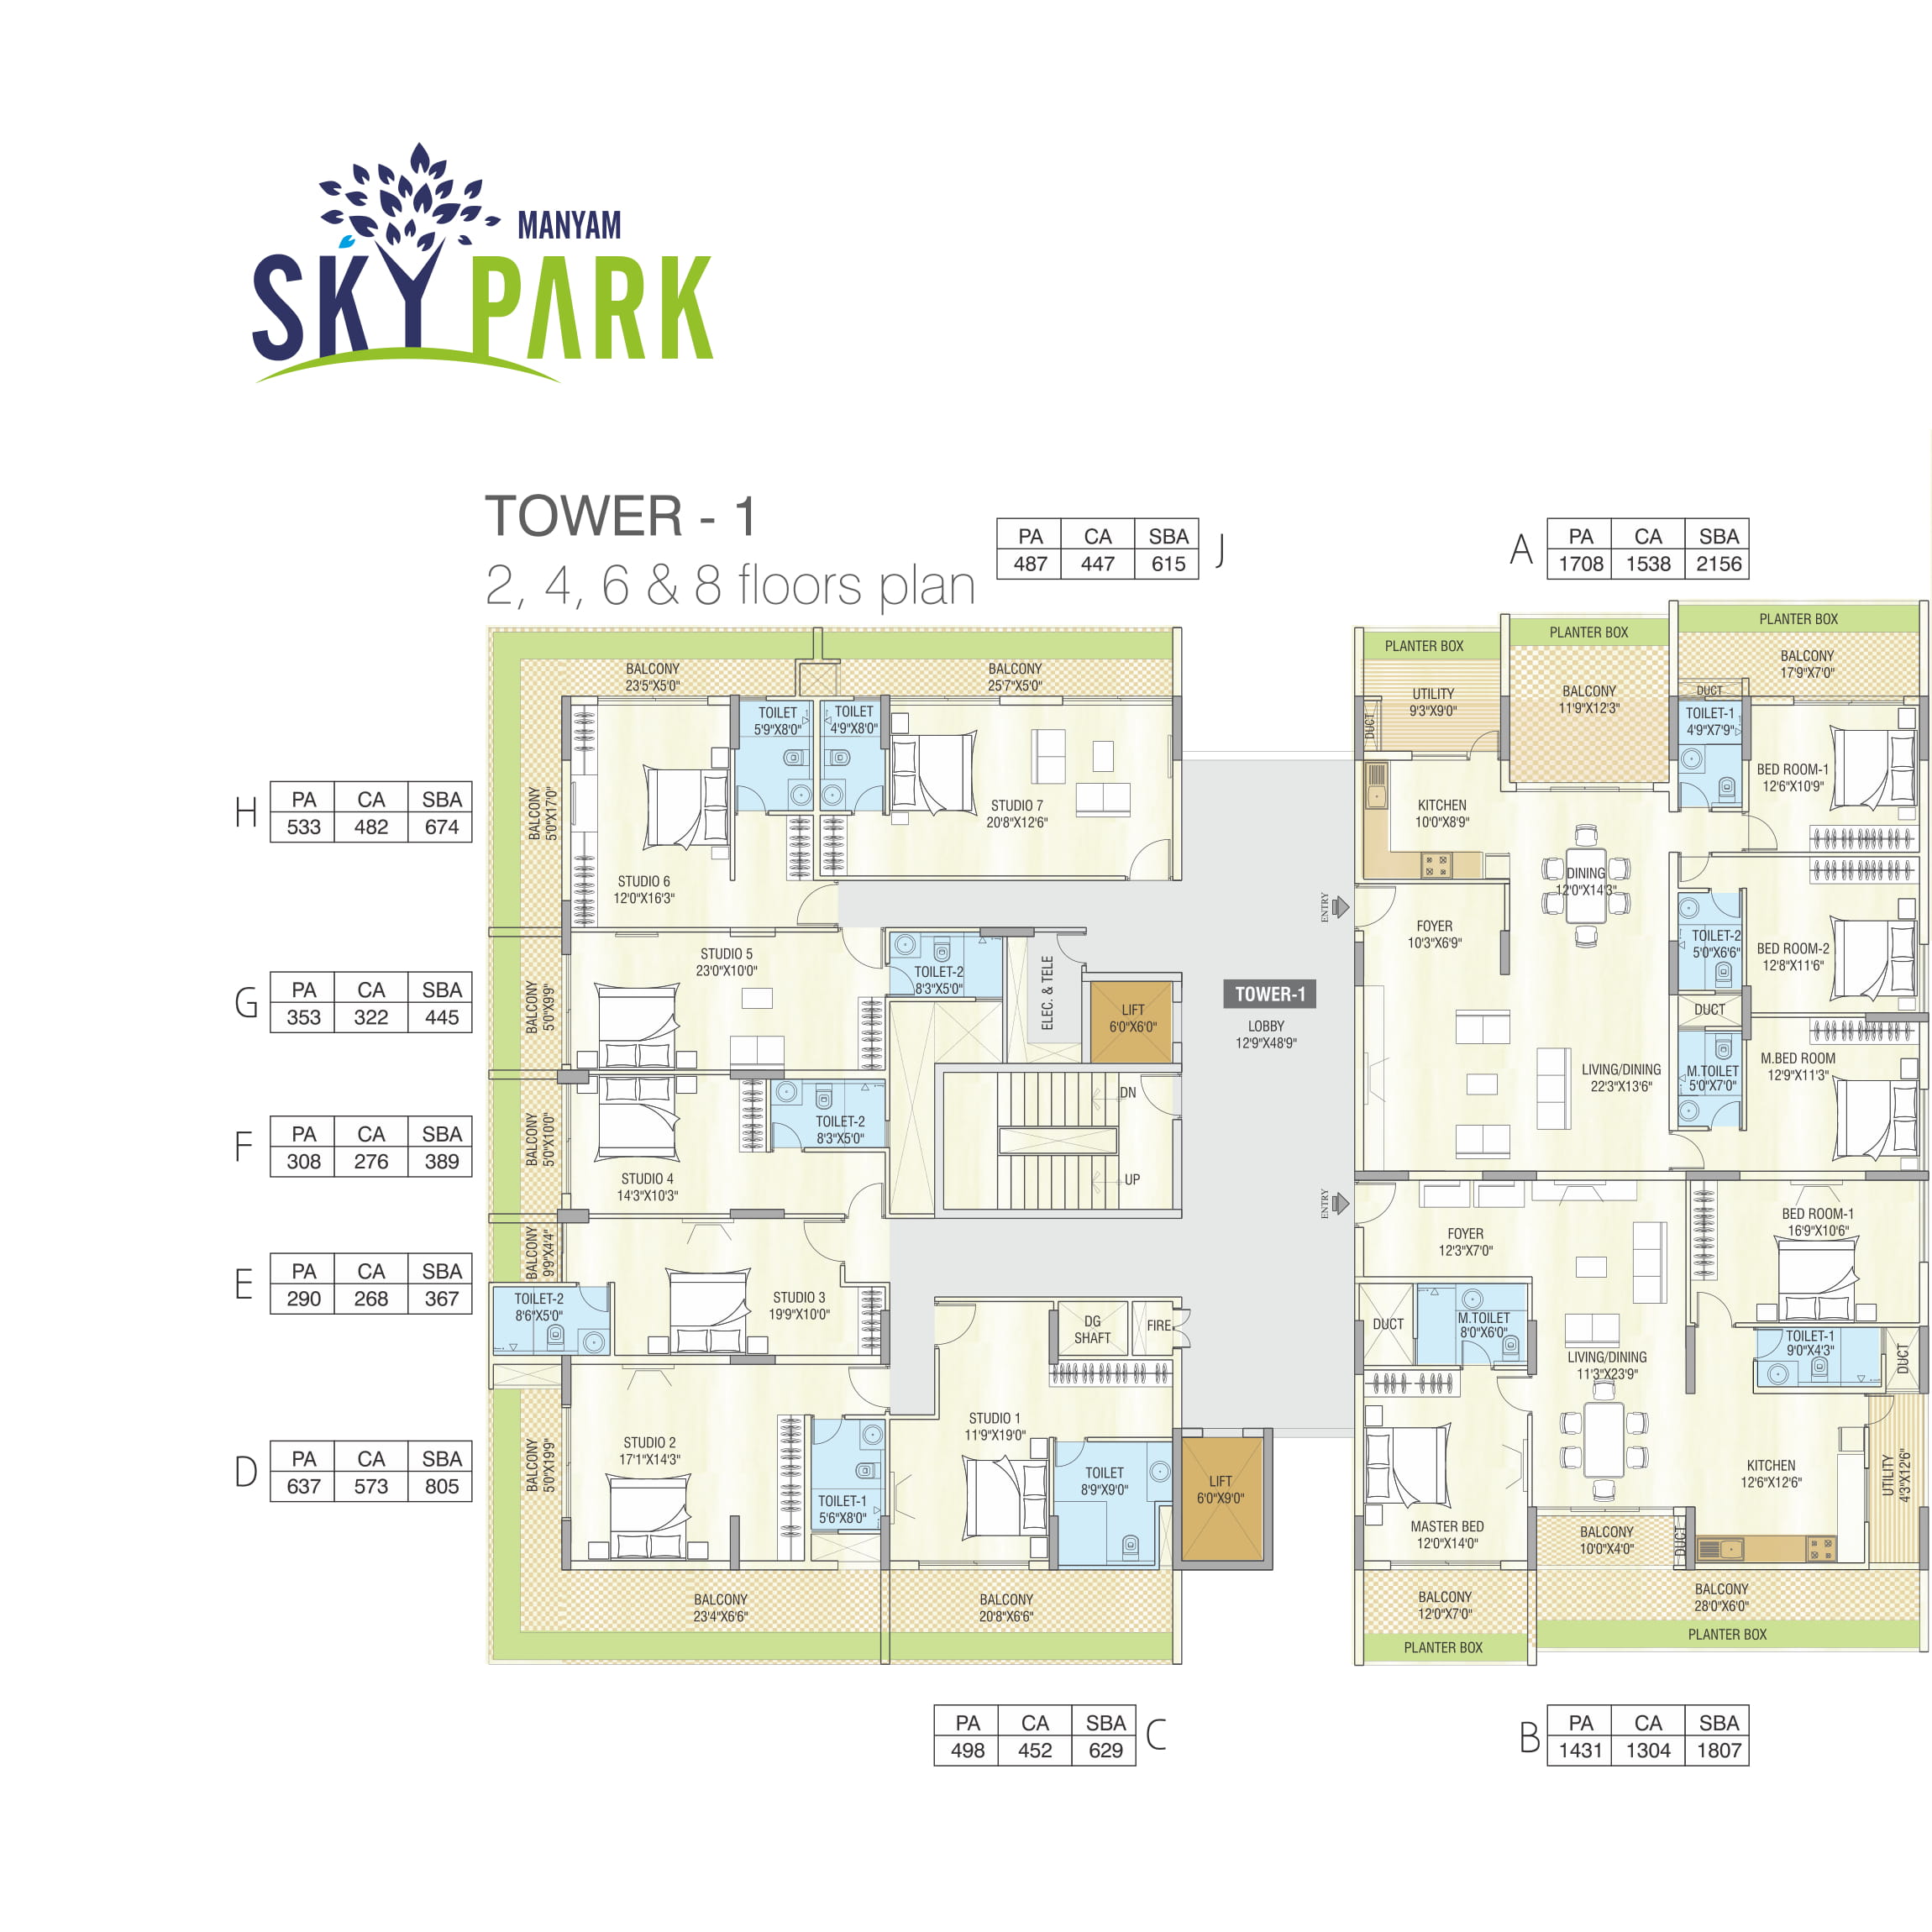 MANYAM
SKY PARK
TOWER - 1
2, 4, 6 & 8 floors plan
PA CA SBA
487 447 615
J
A
PA CA SBA
1708 1538 2156
H
PA CA SBA
533 482 674
G
PA CA SBA
353 322 445
F
PA CA SBA
308 276 389
E
PA CA SBA
290 268 367
D
PA CA SBA
637 573 805
BALCONY
23'5"X5'0"
BALCONY
25'7"X5'0"
TOILET
5'9"X8'0"
TOILET
4'9"X8'0"
BALCONY
5'0"X17'0"
STUDIO 6
12'0"X16'3"
STUDIO 7
20'8"X12'6"
STUDIO 5
23'0"X10'0"
BALCONY
5'0"X9'9"
TOILET-2
8'3"X5'0"
ELEC. & TELE
LIFT
6'0"X6'0"
BALCONY
5'0"X10'0"
TOILET-2
8'3"X5'0"
STUDIO 4
14'3"X10'3"
DN
UP
BALCONY
9'9"X4'4"
TOILET-2
8'6"X5'0"
STUDIO 3
19'9"X10'0"
DG
SHAFT
FIRE
BALCONY
5'0"X19'9"
STUDIO 2
17'1"X14'3"
TOILET-1
5'6"X8'0"
STUDIO 1
11'9"X19'0"
TOILET
8'9"X9'0"
LIFT
6'0"X9'0"
BALCONY
23'4"X6'6"
BALCONY
20'8"X6'6"
ENTRY
TOWER-1
LOBBY
12'9"X48'9"
ENTRY
PLANTER BOX
PLANTER BOX
PLANTER BOX
UTILITY
9'3"X9'0"
BALCONY
11'9"X12'3"
BALCONY
17'9"X7'0"
DUCT
DUCT
TOILET-1
4'9"X7'9"
BED ROOM-1
12'6"X10'9"
KITCHEN
10'0"X8'9"
DINING
12'0"X14'3"
FOYER
10'3"X6'9"
TOILET-2
5'0"X6'6"
BED ROOM-2
12'8"X11'6"
DUCT
LIVING/DINING
22'3"X13'6"
M.TOILET
5'0"X7'0"
M.BED ROOM
12'9"X11'3"
FOYER
12'3"X7'0"
BED ROOM-1
16'9"X10'6"
DUCT
M.TOILET
8'0"X6'0"
LIVING/DINING
11'3"X23'9"
TOILET-1
9'0"X4'3"
DUCT
MASTER BED
12'0"X14'0"
KITCHEN
12'6"X12'6"
UTILITY
4'3"X12'6"
BALCONY
10'0"X4'0"
DUCT
BALCONY
12'0"X7'0"
BALCONY
28'0"X6'0"
PLANTER BOX
PLANTER BOX
PA CA SBA
498 452 629
C
B
PA CA SBA
1431 1304 1807